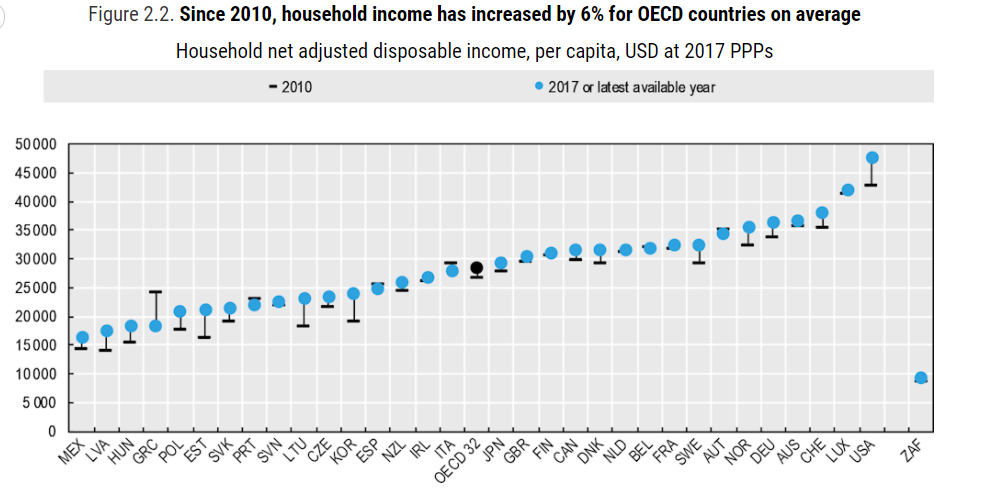 Figure 2.2. Since 2010, household income has increased by 6% for OECD countries on average
Household net adjusted disposable income, per capita, USD at 2017 PPPs
2010
2017 or latest available year
50 000
45 000
40 000
35 000
30 000
25 000
20 000
15 000
10 000
5 000
0
MEX
LVA
HUN
GRC
POL
EST
SVK
PRT
SVN
LTU
CZE
KOR
ESP
NZL
IRL
ITA
OECD 32
JPN
GBR
FIN
CAN
DNK
NLD
BEL
FRA
SWE
AUT
NOR
DEU
AUS
CHE
LUX
USA
ZAF